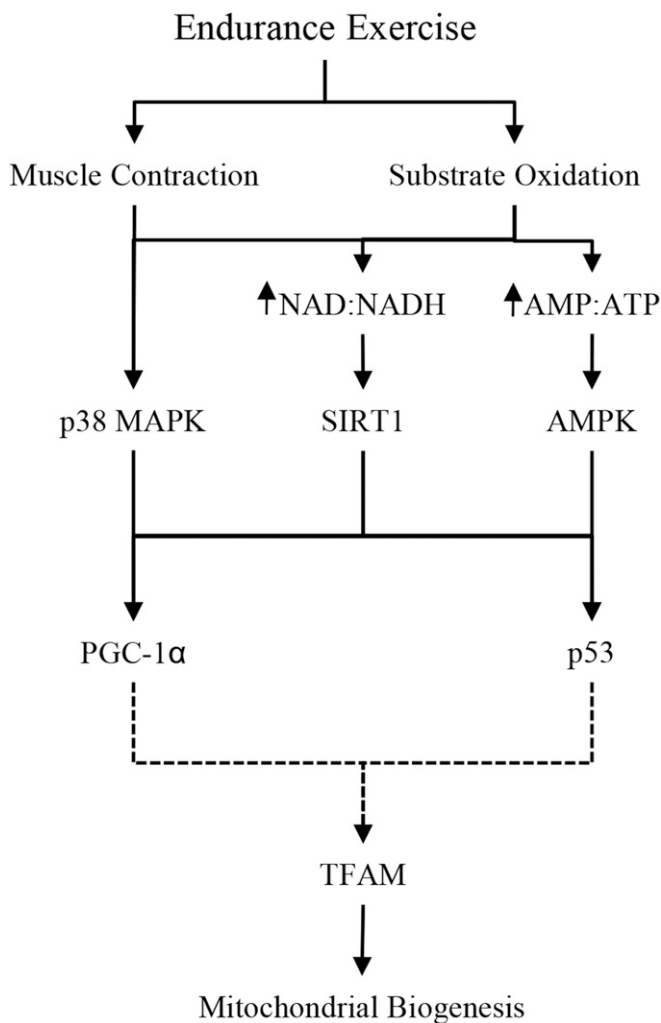 Endurance Exercise
Muscle Contraction
Substrate Oxidation
NAD:NADH
AMP:ATP
p38 MAPK
SIRT1
AMPK
PGC-1α
p53
TFAM
Mitochondrial Biogenesis